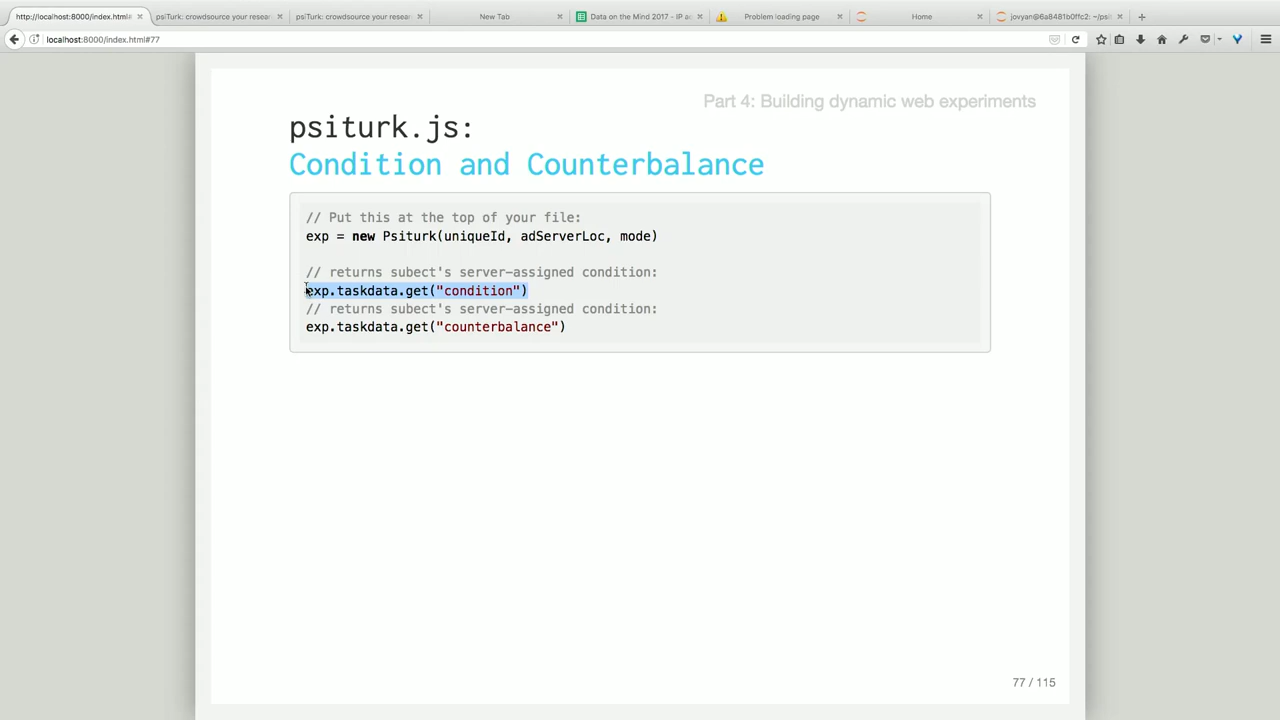 http://localhost:8000/index.html#
psiTurk: crowdsource your resear
psiTurk: crowdsource your resear
New Tab
Data on the Mind 2017 - IP a
Problem loading page
Home
jovyan@6a8481b0ffc2: ~/psi
localhost:8000/index.html#77
Part 4: Building dynamic web experiments
psiturk.js:
Condition and Counterbalance
// Put this at the top of your file:
exp = new Psiturk(uniqueId, adServerLoc, mode)
// returns subect's server-assigned condition:
exp.taskdata.get("condition")
// returns subect's server-assigned condition:
exp.taskdata.get("counterbalance")
77 / 115